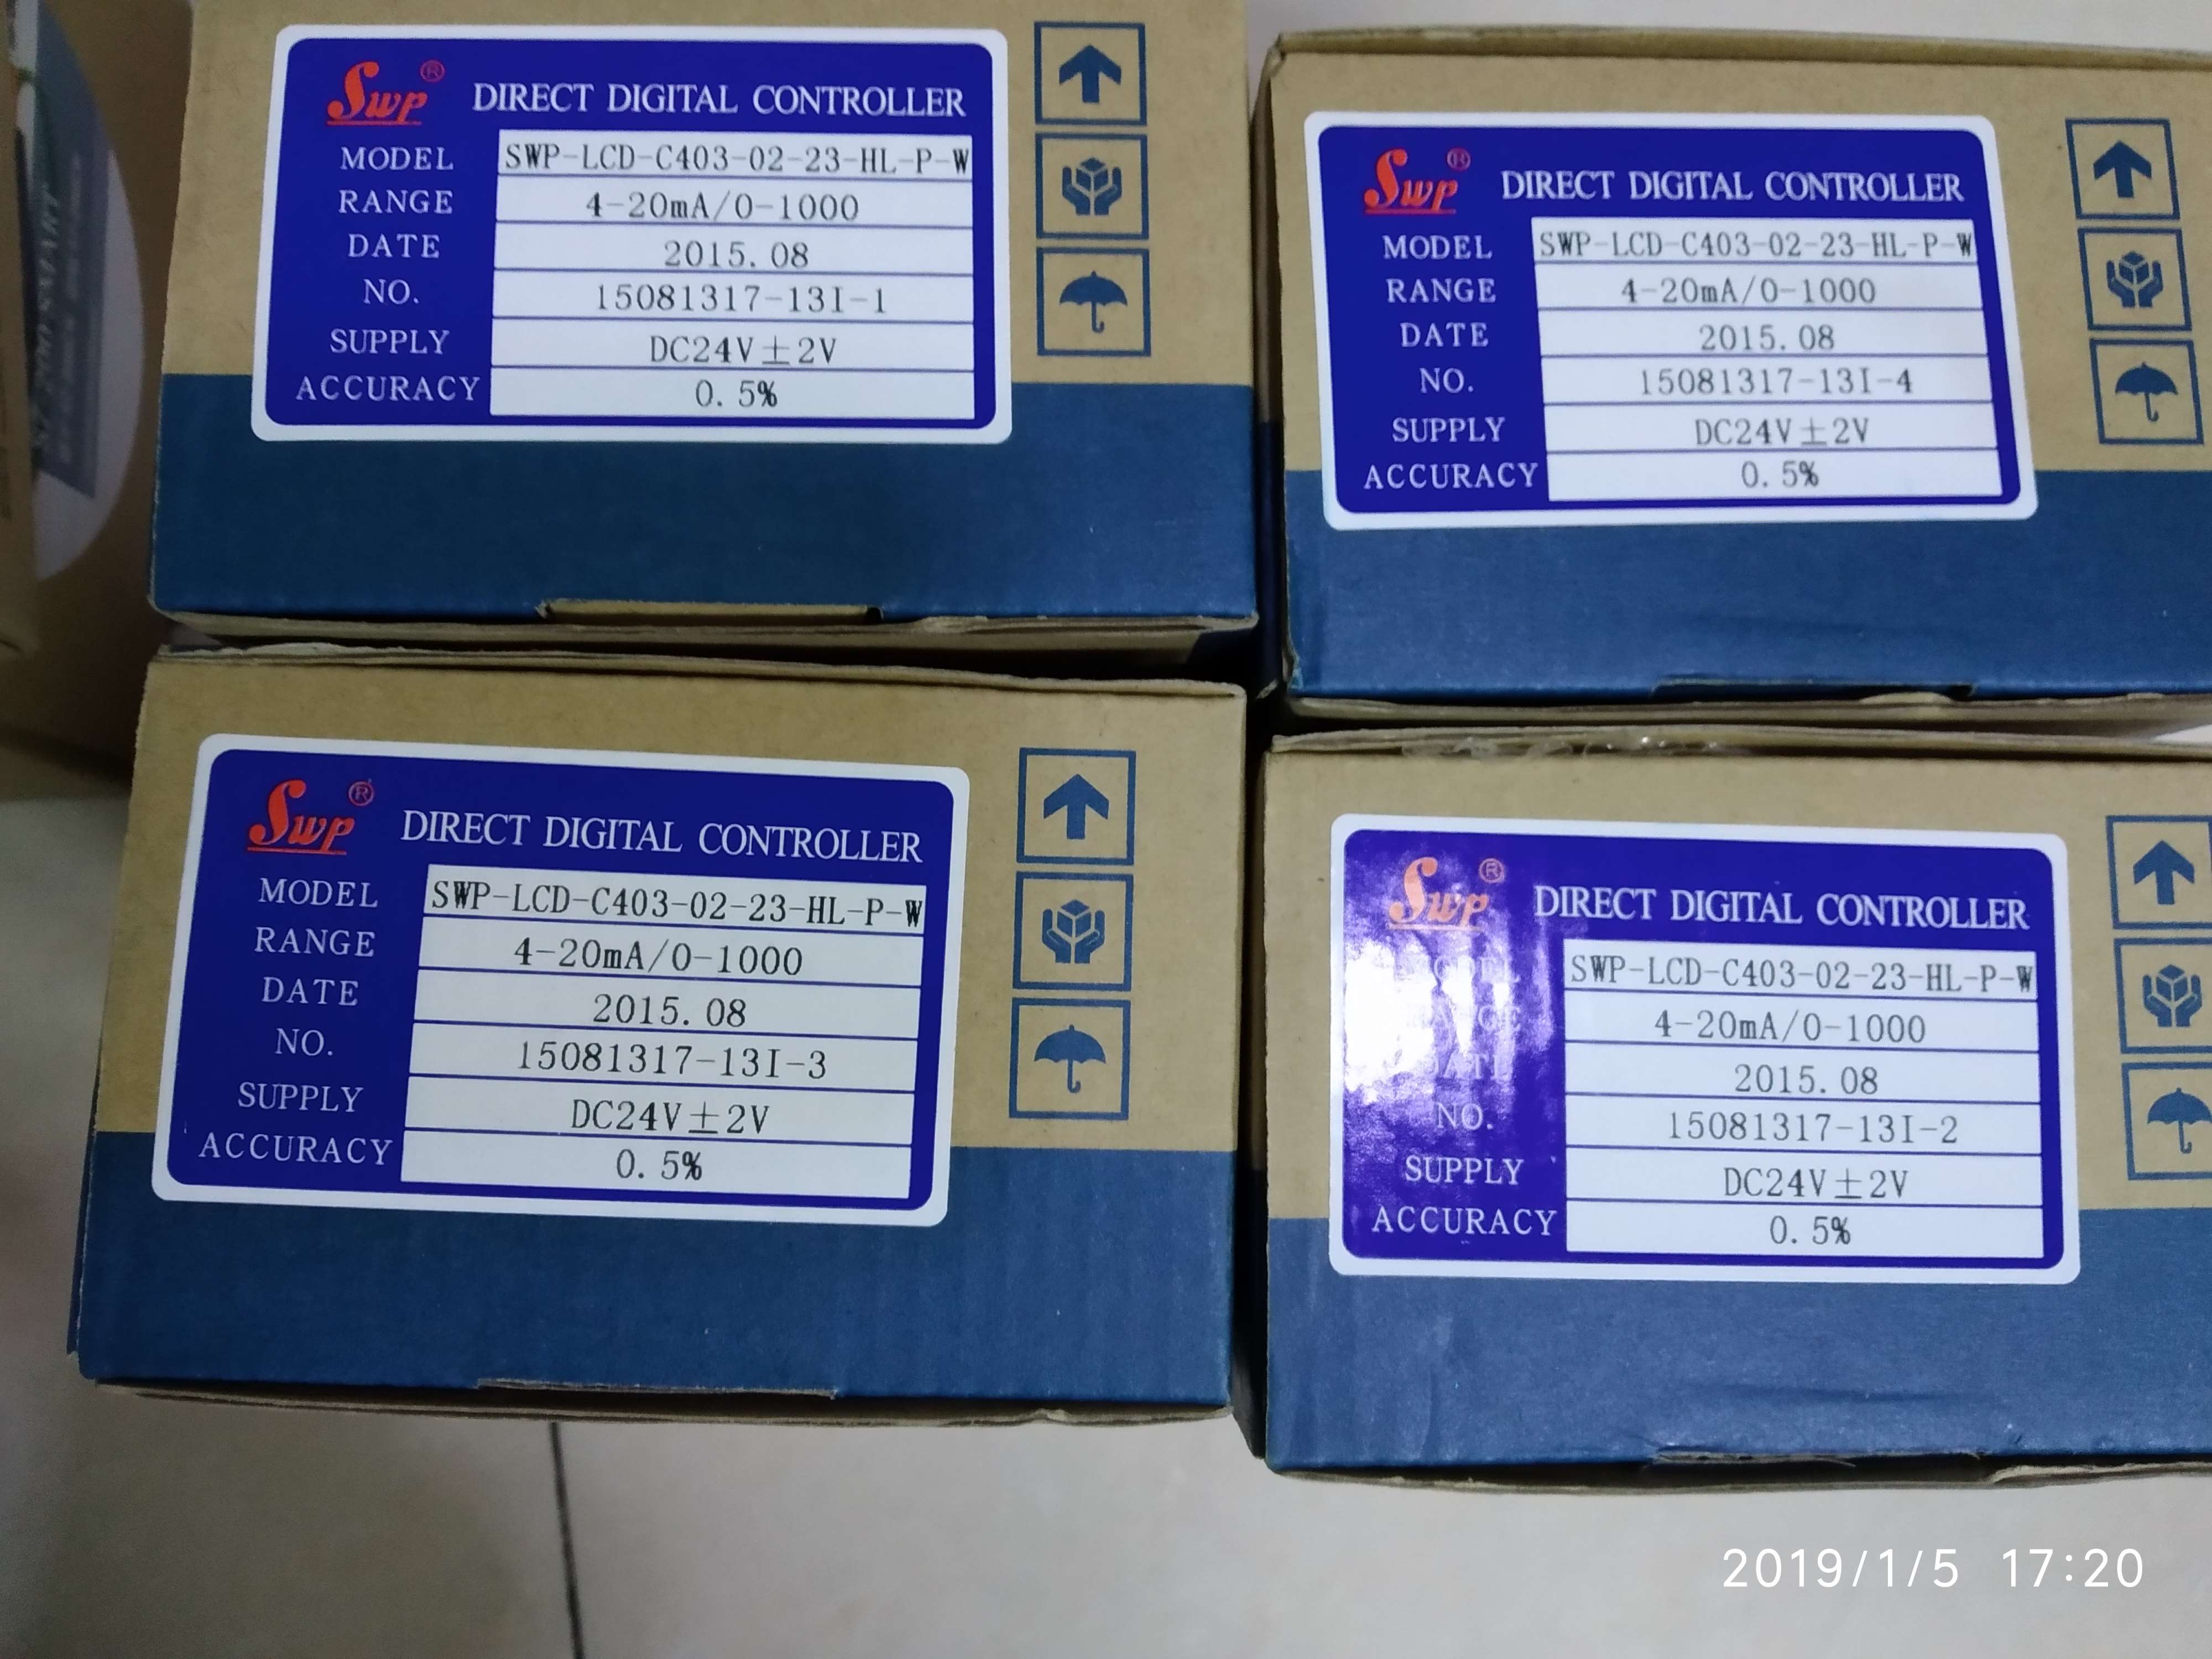 Swp® DIRECT DIGITAL CONTROLLER
MODEL SWP-LCD-C403-02-23-HL-P-W
RANGE 4-20mA/0-1000
DATE 2015.08
NO. 15081317-13I-1
SUPPLY DC24V±2V
ACCURACY 0.5%
Swp® DIRECT DIGITAL CONTROLLER
MODEL SWP-LCD-C403-02-23-HL-P-W
RANGE 4-20mA/0-1000
DATE 2015.08
NO. 15081317-13I-4
SUPPLY DC24V±2V
ACCURACY 0.5%
Swp® DIRECT DIGITAL CONTROLLER
MODEL SWP-LCD-C403-02-23-HL-P-W
RANGE 4-20mA/0-1000
DATE 2015.08
NO. 15081317-13I-3
SUPPLY DC24V±2V
ACCURACY 0.5%
Swp® DIRECT DIGITAL CONTROLLER
MODEL SWP-LCD-C403-02-23-HL-P-W
RANGE 4-20mA/0-1000
DATE 2015.08
NO. 15081317-13I-2
SUPPLY DC24V±2V
ACCURACY 0.5%
2019/1/5 17:20